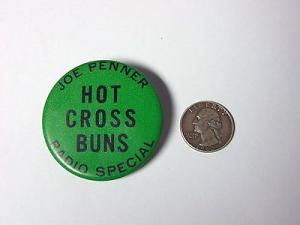 JOE PENNER
HOT
CROSS
BUNS
RADIO SPECIAL
LIBERTY